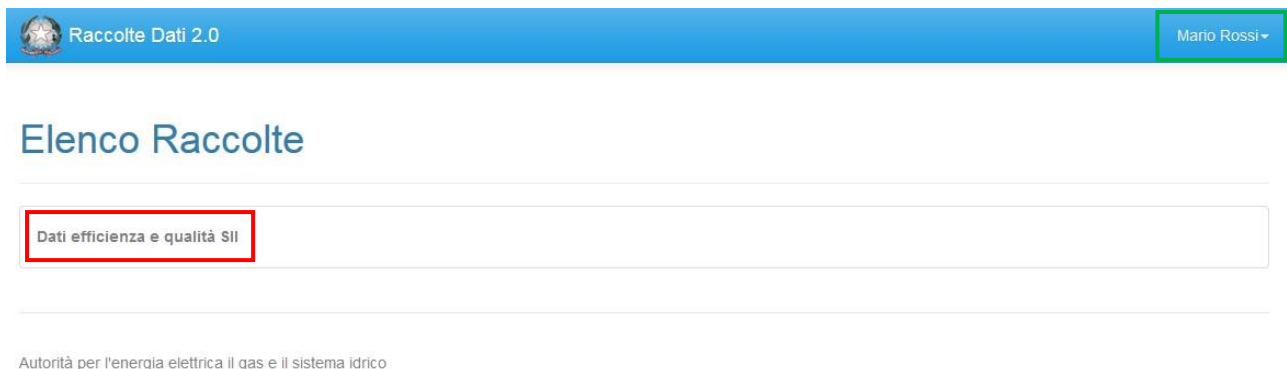 Raccolte Dati 2.0
Mario Rossi
Elenco Raccolte
Dati efficienza e qualità SII
Autorità per l'energia elettrica il gas e il sistema idrico